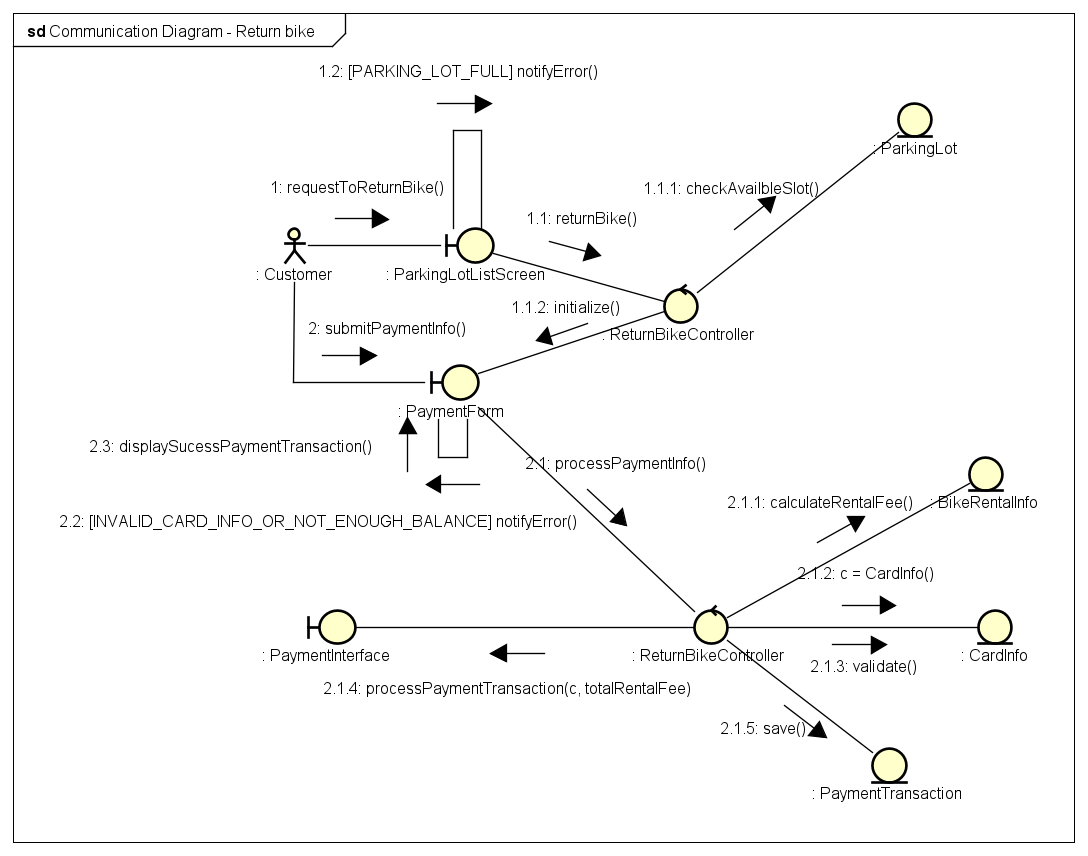 sd Communication Diagram - Return bike
1.2: [PARKING_LOT_FULL] notifyError()
: ParkingLot
1: requestToReturnBike()
1.1.1: checkAvailbleSlot()
1.1: returnBike()
: Customer
: ParkingLotListScreen
1.1.2: initialize()
: ReturnBikeController
2: submitPaymentInfo()
: PaymentForm
2.3: displaySucessPaymentTransaction()
2.1: processPaymentInfo()
2.1.1: calculateRentalFee()
: BikeRentalInfo
2.2: [INVALID_CARD_INFO_OR_NOT_ENOUGH_BALANCE] notifyError()
2.1.2: c = CardInfo()
: PaymentInterface
: ReturnBikeController
: CardInfo
2.1.3: validate()
2.1.4: processPaymentTransaction(c, totalRentalFee)
2.1.5: save()
: PaymentTransaction